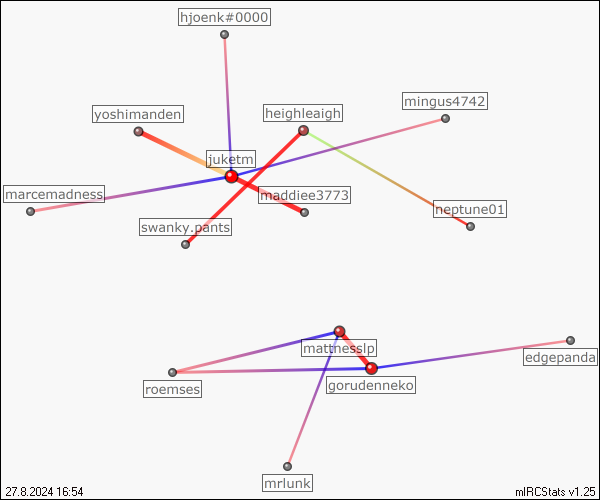 hjoenk#0000
mingus4742
yoshimanden
heighleaigh
juketm
marcemadness
maddiee3773
neptune01
swanky.pants
matthesslp
edgepanda
roemses
gorudenneko
mrlunk
27.8.2024 16:54
mIRCStats v1.25